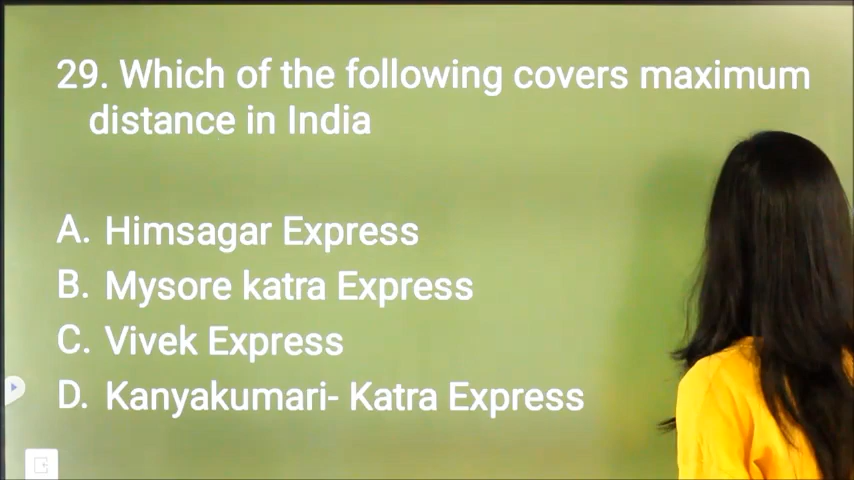 29. Which of the following covers maximum
distance in India
A. Himsagar Express
B. Mysore katra Express
C. Vivek Express
D. Kanyakumari- Katra Express